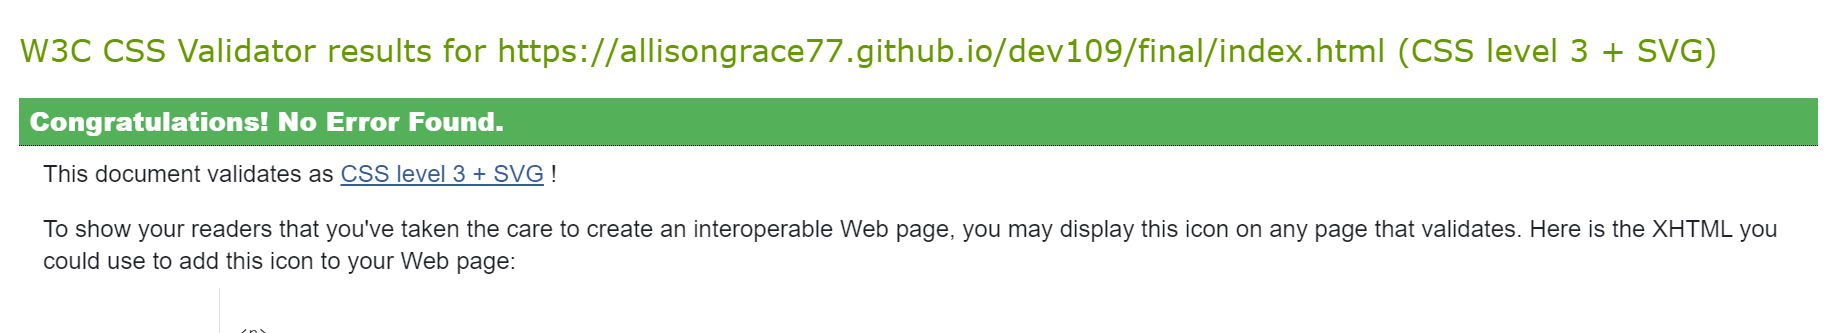 W3C CSS Validator results for https://allisongrace77.github.io/dev109/final/index.html (CSS level 3 + SVG)
Congratulations! No Error Found.
This document validates as CSS level 3 + SVG !
To show your readers that you've taken the care to create an interoperable Web page, you may display this icon on any page that validates. Here is the XHTML you
could use to add this icon to your Web page: